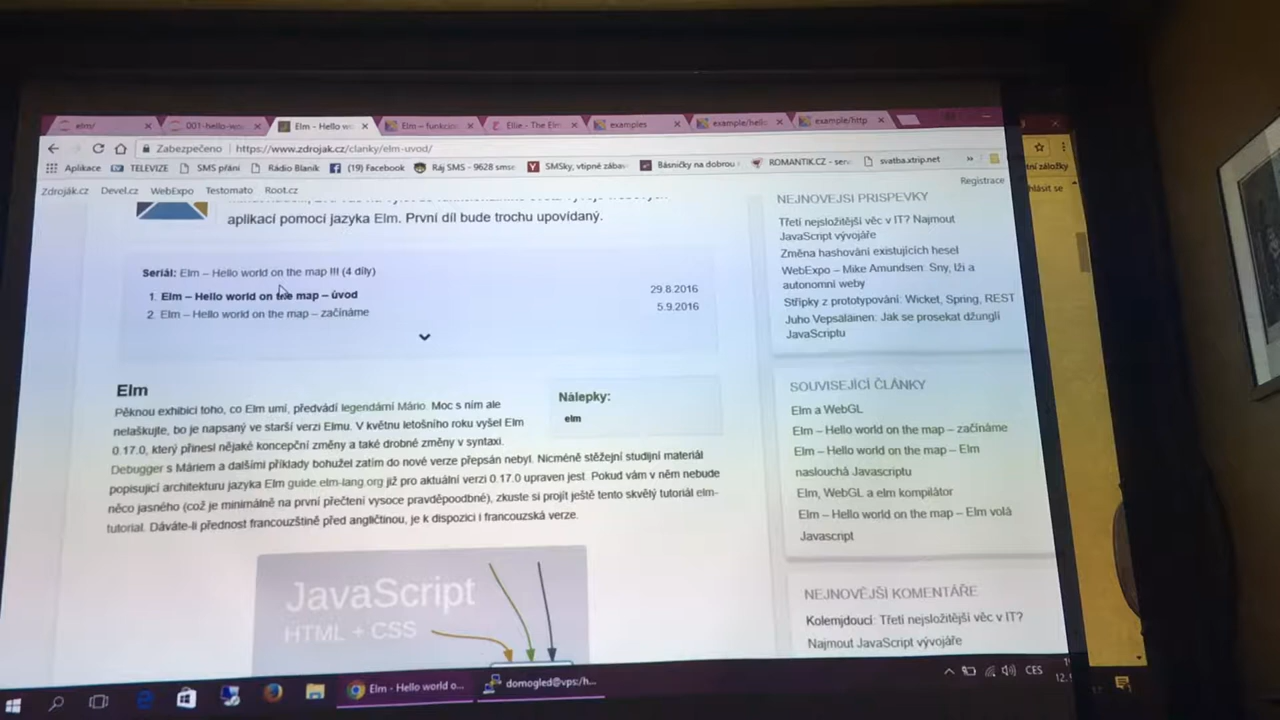 elm/
001-hello-wo
Elm - Hello wo
Elm – funkcion
Ellie - The Elm
examples
example/hello
example/http
Zabezpečeno | https://www.zdrojak.cz/clanky/elm-uvod/
Aplikace TELEVIZE SMS přání Rádio Blaník (19) Facebook Ráj SMS - 9628 smse SMSky, vtipné zábav Básničky na dobrou ROMANTIK.CZ - serv svatba.xtrip.net »
tní záložky
Zdroják.cz Devel.cz WebExpo Testomato Root.cz
Registrace
hlásit se
aplikací pomocí jazyka Elm. První díl bude trochu upovídaný.
Seriál: Elm – Hello world on the map !!! (4 díly)
1. Elm – Hello world on the map – úvod 29.8.2016
2. Elm – Hello world on the map – začínáme 5.9.2016
Elm
Pěknou exhibici toho, co Elm umí, předvádí legendární Mário. Moc s ním ale
nelaškujte, bo je napsaný ve starší verzi Elmu. V květnu letošního roku vyšel Elm
0.17.0, který přinesl nějaké koncepční změny a také drobné změny v syntaxi.
Debugger s Máriem a dalšími příklady bohužel zatím do nové verze přepsán nebyl. Nicméně stěžejní studijní materiál
popisující architekturu jazyka Elm guide.elm-lang.org již pro aktuální verzi 0.17.0 upraven jest. Pokud vám v něm nebude
něco jasného (což je minimálně na první přečtení vysoce pravděpoodbné), zkuste si projít ještě tento skvělý tutoriál elm-
tutorial. Dáváte-li přednost francouzštině před angličtinou, je k dispozici i francouzská verze.
Nálepky:
elm
JavaScript
HTML + CSS
NEJNOVĚJŠÍ PŘÍSPĚVKY
Třetí nejsložitější věc v IT? Najmout
JavaScript vývojáře
Změna hashování existujících hesel
WebExpo – Mike Amundsen: Sny, lži a
autonomní weby
Střípky z prototypování: Wicket, Spring, REST
Juho Vepsäläinen: Jak se prosekat džunglí
JavaScriptu
SOUVISEJÍCÍ ČLÁNKY
Elm a WebGL
Elm – Hello world on the map – začínáme
Elm – Hello world on the map – Elm
naslouchá Javascriptu
Elm, WebGL a elm kompilátor
Elm – Hello world on the map – Elm volá
Javascript
NEJNOVĚJŠÍ KOMENTÁŘE
Kolemjdoucí: Třetí nejsložitější věc v IT?
Najmout JavaScript vývojáře
Elm - Hello world o...
domogled@vps:/h...
CES